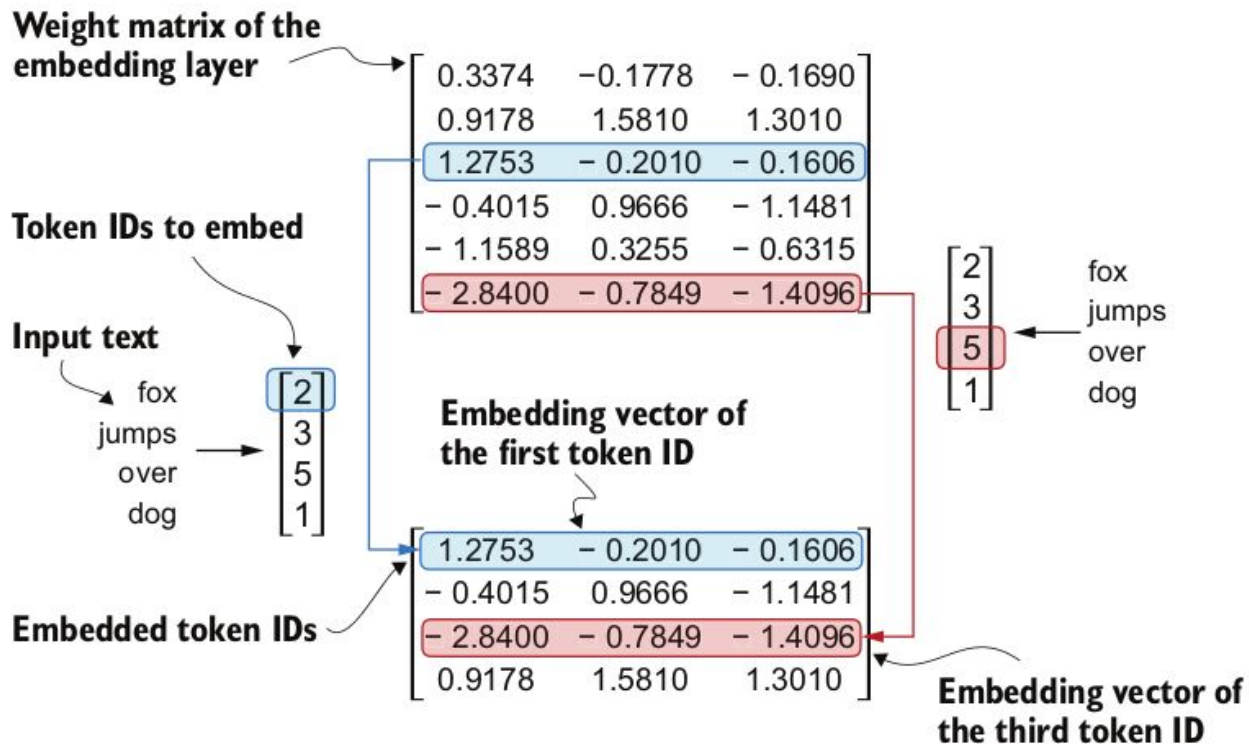 Weight matrix of the
embedding layer
0.3374 −0.1778 − 0.1690
0.9178 1.5810 1.3010
1.2753 − 0.2010 − 0.1606
− 0.4015 0.9666 − 1.1481
− 1.1589 0.3255 − 0.6315
− 2.8400 − 0.7849 − 1.4096
Token IDs to embed
Input text
fox
jumps
over
dog
2
3
5
1
2
3
5
1
fox
jumps
over
dog
Embedding vector of
the first token ID
1.2753 − 0.2010 − 0.1606
− 0.4015 0.9666 − 1.1481
− 2.8400 − 0.7849 − 1.4096
0.9178 1.5810 1.3010
Embedded token IDs
Embedding vector of
the third token ID